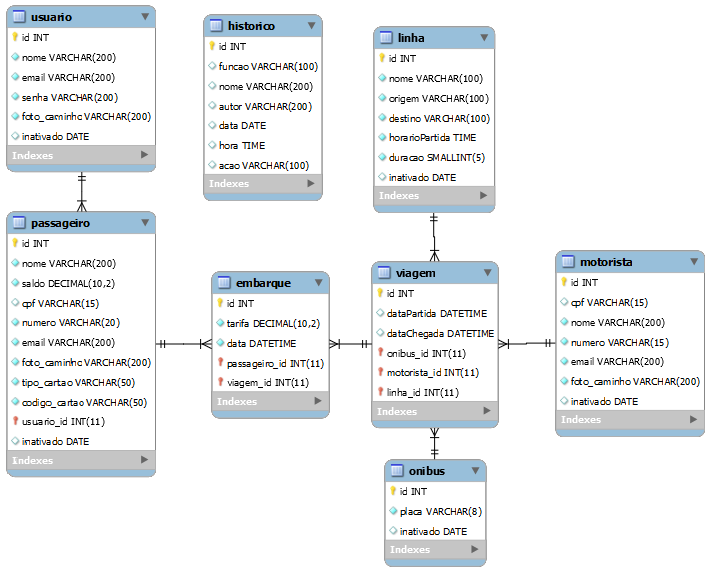 usuario
id INT
nome VARCHAR(200)
email VARCHAR(200)
senha VARCHAR(200)
foto_caminho VARCHAR(200)
inativado DATE
Indexes
historico
id INT
funcao VARCHAR(100)
nome VARCHAR(200)
autor VARCHAR(200)
data DATE
hora TIME
acao VARCHAR(100)
Indexes
linha
id INT
nome VARCHAR(100)
origem VARCHAR(100)
destino VARCHAR(100)
horarioPartida TIME
duracao SMALLINT(5)
inativado DATE
Indexes
passageiro
id INT
nome VARCHAR(200)
saldo DECIMAL(10,2)
cpf VARCHAR(15)
numero VARCHAR(20)
email VARCHAR(200)
foto_caminho VARCHAR(200)
tipo_cartao VARCHAR(50)
codigo_cartao VARCHAR(50)
usuario_id INT(11)
inativado DATE
Indexes
embarque
id INT
tarifa DECIMAL(10,2)
data DATETIME
passageiro_id INT(11)
viagem_id INT(11)
Indexes
viagem
id INT
dataPartida DATETIME
dataChegada DATETIME
onibus_id INT(11)
motorista_id INT(11)
linha_id INT(11)
Indexes
motorista
id INT
cpf VARCHAR(15)
nome VARCHAR(200)
numero VARCHAR(15)
email VARCHAR(200)
foto_caminho VARCHAR(200)
inativado DATE
Indexes
onibus
id INT
placa VARCHAR(8)
inativado DATE
Indexes